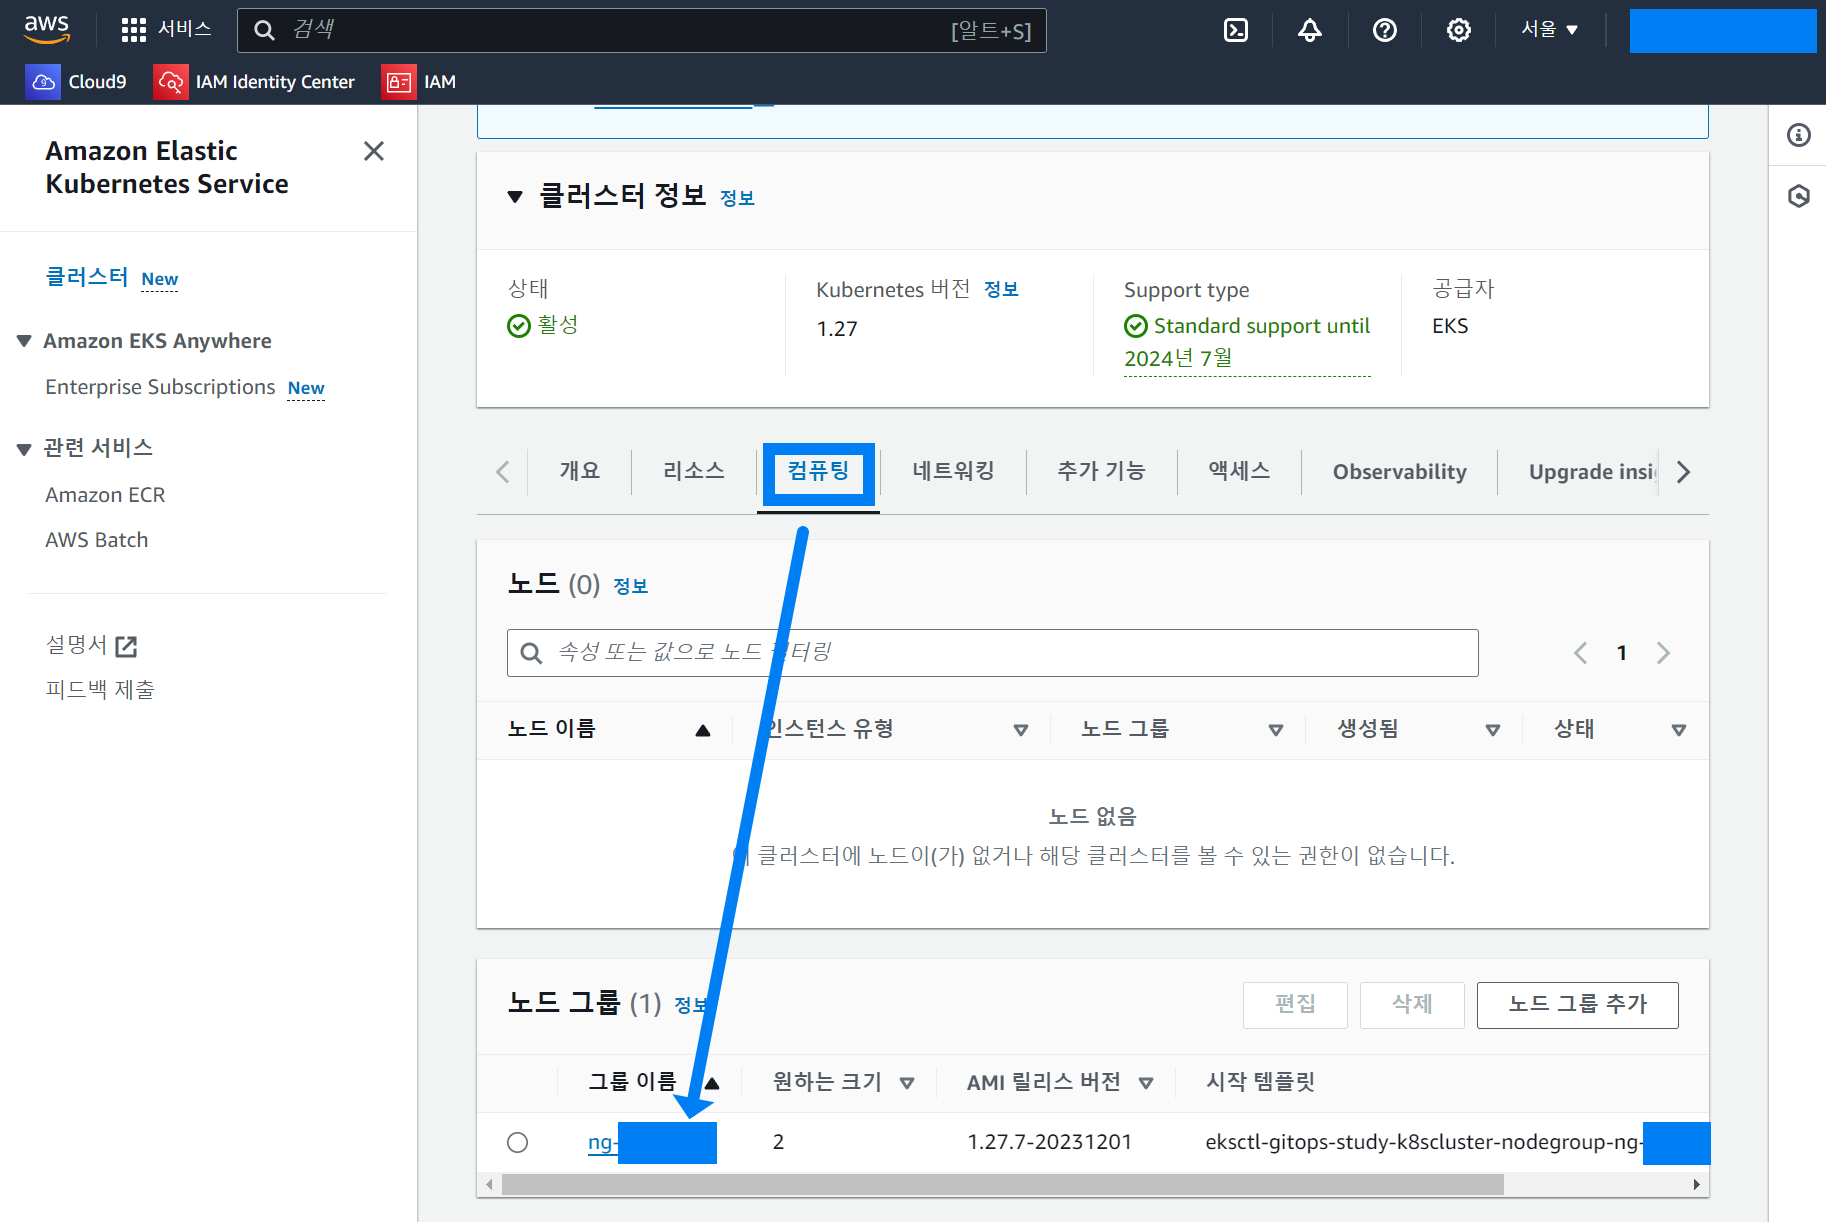 aws
서비스
검색
[알트+S]
서울
Cloud9
IAM Identity Center
IAM
Amazon Elastic
Kubernetes Service
클러스터 New
Amazon EKS Anywhere
Enterprise Subscriptions New
관련 서비스
Amazon ECR
AWS Batch
설명서
피드백 제출
클러스터 정보 정보
상태
활성
Kubernetes 버전 정보
1.27
Support type
Standard support until
2024년 7월
공급자
EKS
개요
리소스
컴퓨팅
네트워킹
추가 기능
액세스
Observability
Upgrade insi
노드 (0) 정보
속성 또는 값으로 노드 필터링
1
노드 이름
인스턴스 유형
노드 그룹
생성됨
상태
노드 없음
이 클러스터에 노드이(가) 없거나 해당 클러스터를 볼 수 있는 권한이 없습니다.
노드 그룹 (1) 정보
편집
삭제
노드 그룹 추가
그룹 이름
원하는 크기
AMI 릴리스 버전
시작 템플릿
ng-
2
1.27.7-20231201
eksctl-gitops-study-k8scluster-nodegroup-ng-